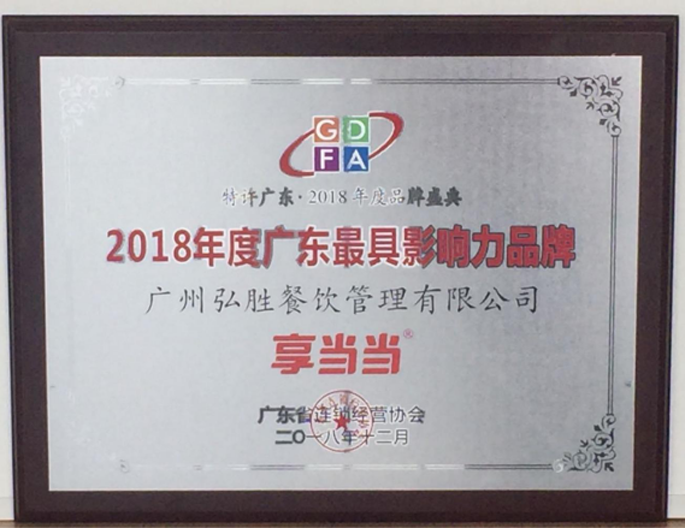 GD
FA
特许广东·2018年度品牌盛典
2018年度广东最具影响力品牌
广州弘胜餐饮管理有限公司
享当当®
广东省连锁经营协会
二〇一八年十二月